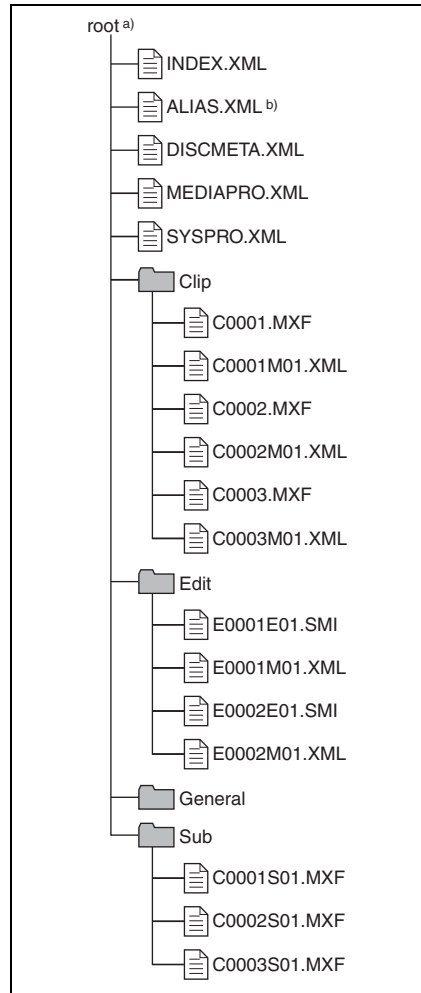 root a)
INDEX.XML
ALIAS.XML b)
DISCMETA.XML
MEDIAPRO.XML
SYSPRO.XML
Clip
C0001.MXF
C0001M01.XML
C0002.MXF
C0002M01.XML
C0003.MXF
C0003M01.XML
Edit
E0001E01.SMI
E0001M01.XML
E0002E01.SMI
E0002M01.XML
General
Sub
C0001S01.MXF
C0002S01.MXF
C0003S01.MXF